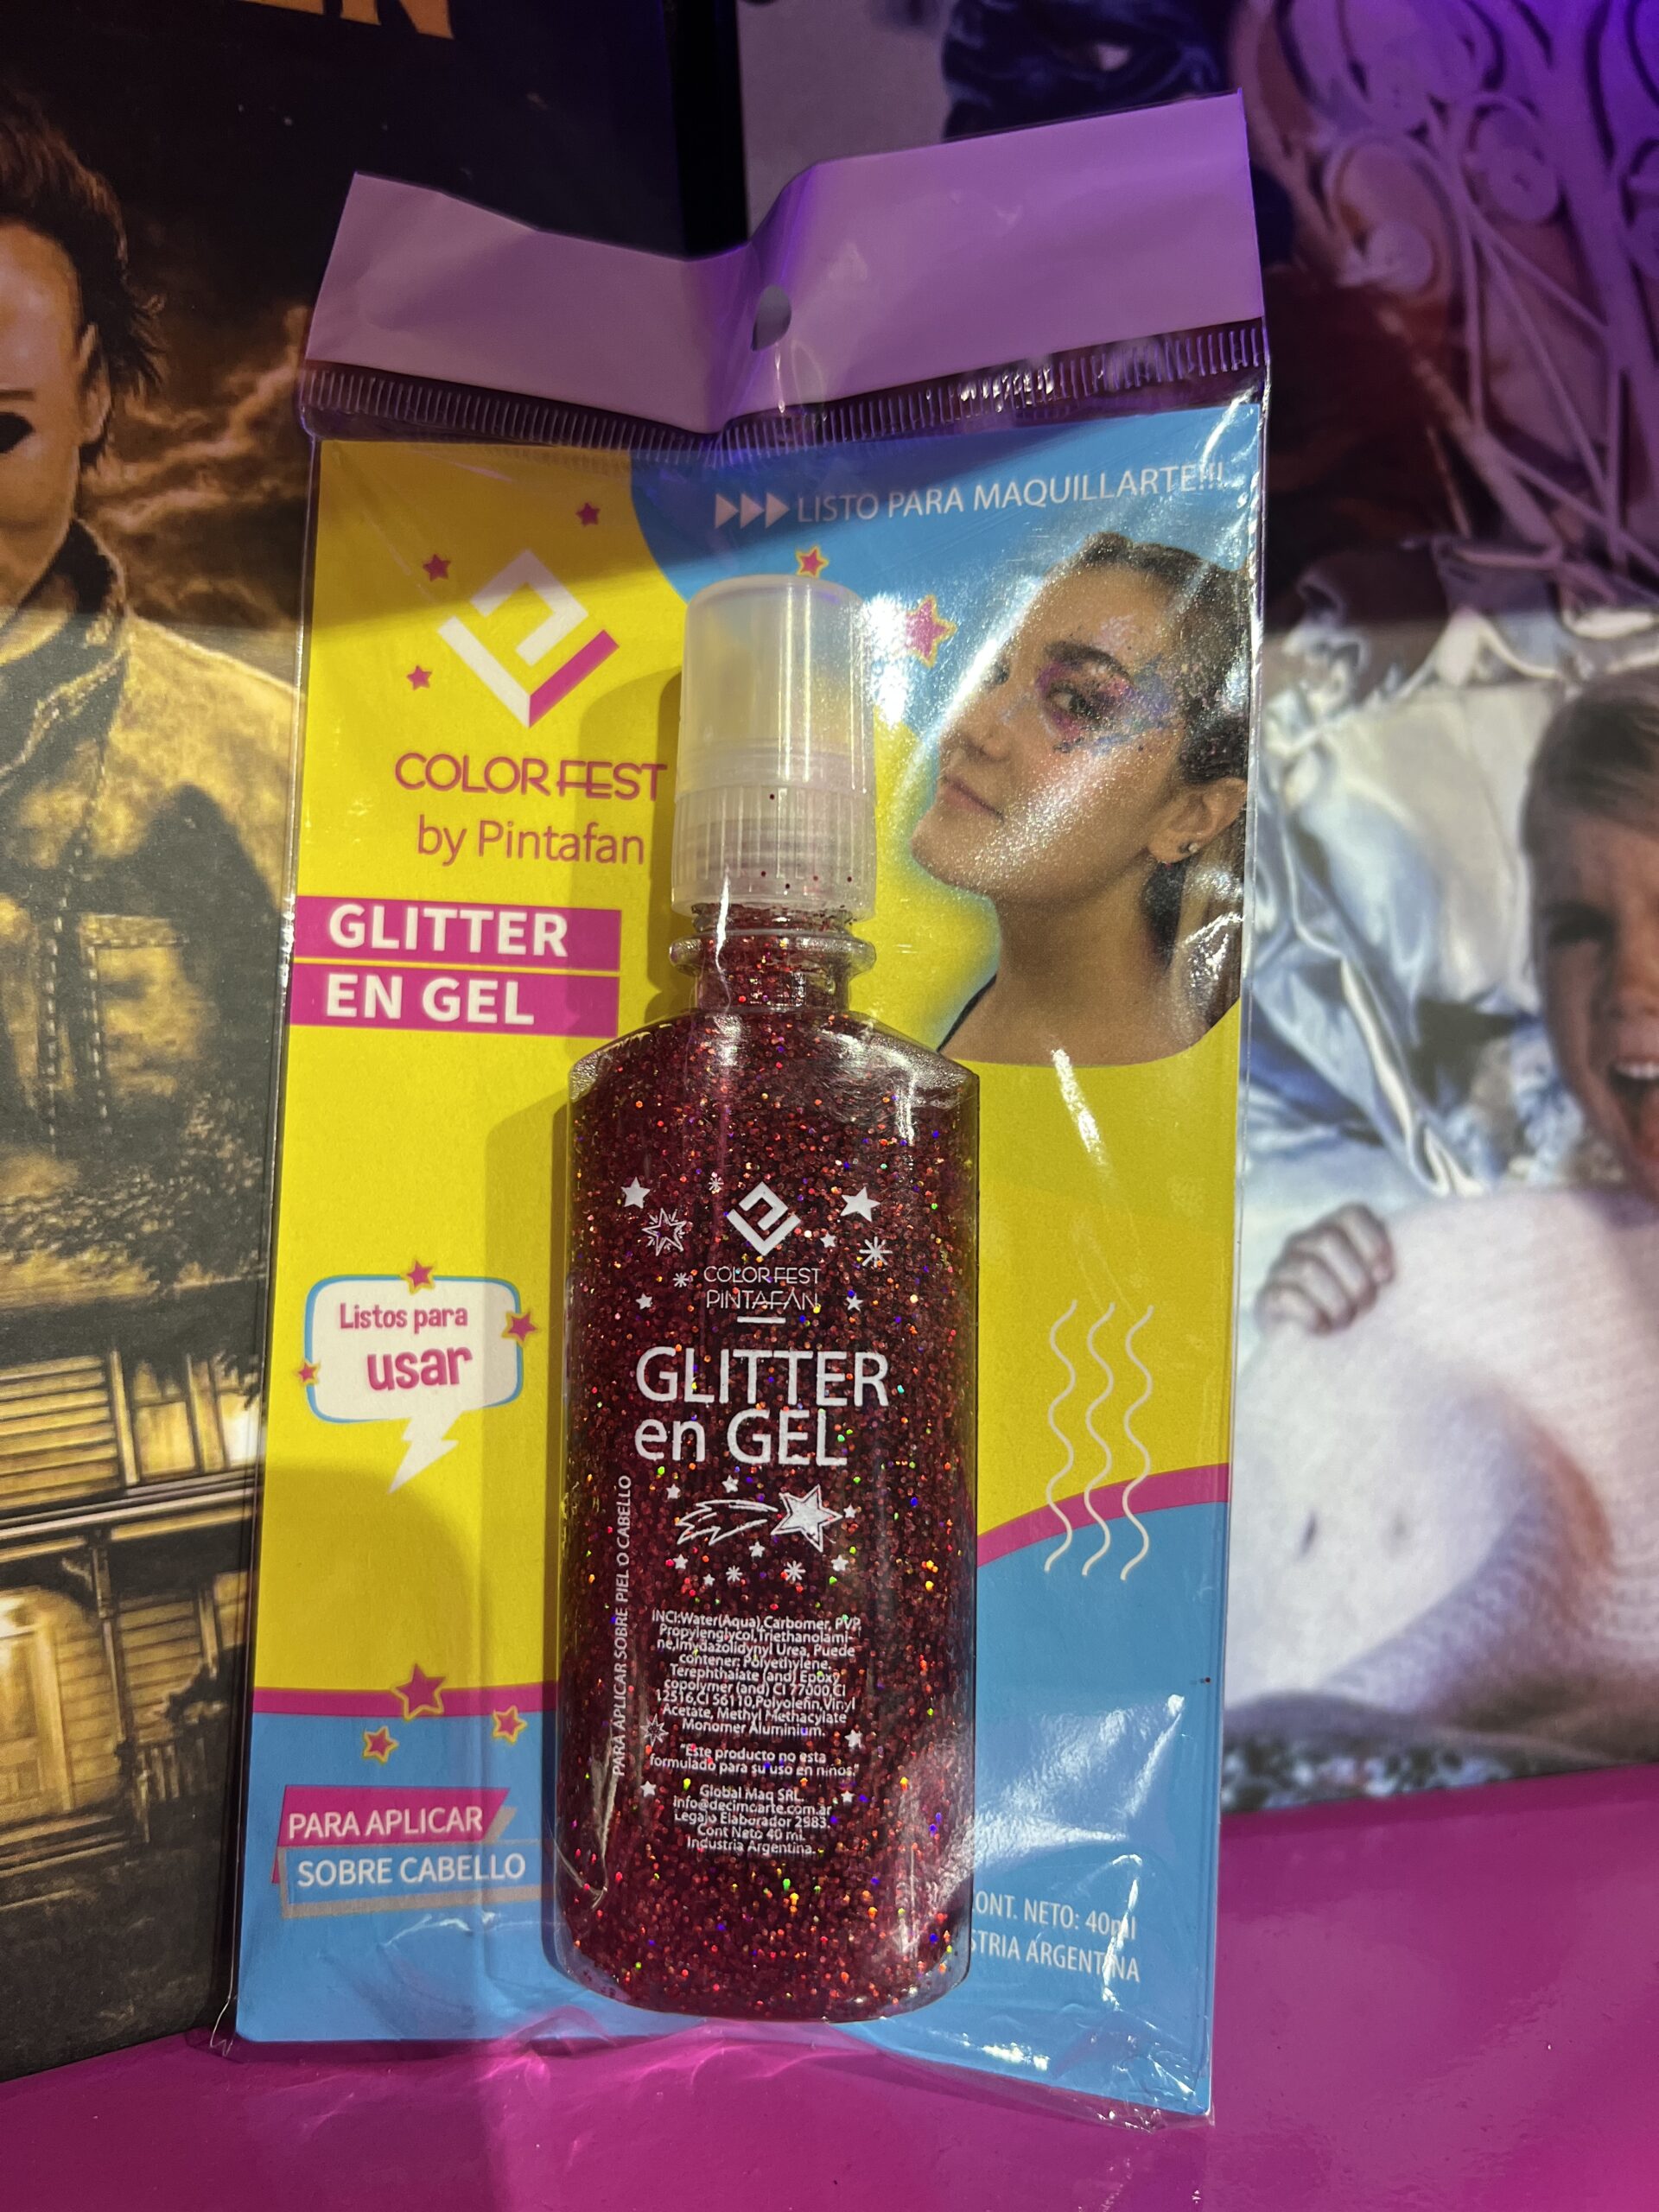 EN
LISTO PARA MAQUILLARTE!!!
COLOR FEST
by Pintafan
GLITTER
EN GEL
Listos para
usar
COLOR FEST
PINTAFAN
GLITTER
en GEL
PARA APLICAR SOBRE PIEL O CABELLO
INCI:Water(Aqua),Carbomer, PVP,
Propylenglycol,Triethanolami-
ne,Imydazolidynyl Urea, Puede
contener: Polyethylene,
Terephthalate (and) Epoxy
copolymer (and) CI 77000,CI
12516,CI 56110,Polyolefin,Vinyl
Acetate, Methyl Methacylate
Monomer Aluminium.
"Este producto no esta
formulado para su uso en niños."
Global Maq SRL.
info@decimoarte.com.ar
Legajo Elaborador 2983.
Cont Neto 40 ml.
Industria Argentina.
PARA APLICAR
SOBRE CABELLO
ONT. NETO: 40ml
STRIA ARGENTINA